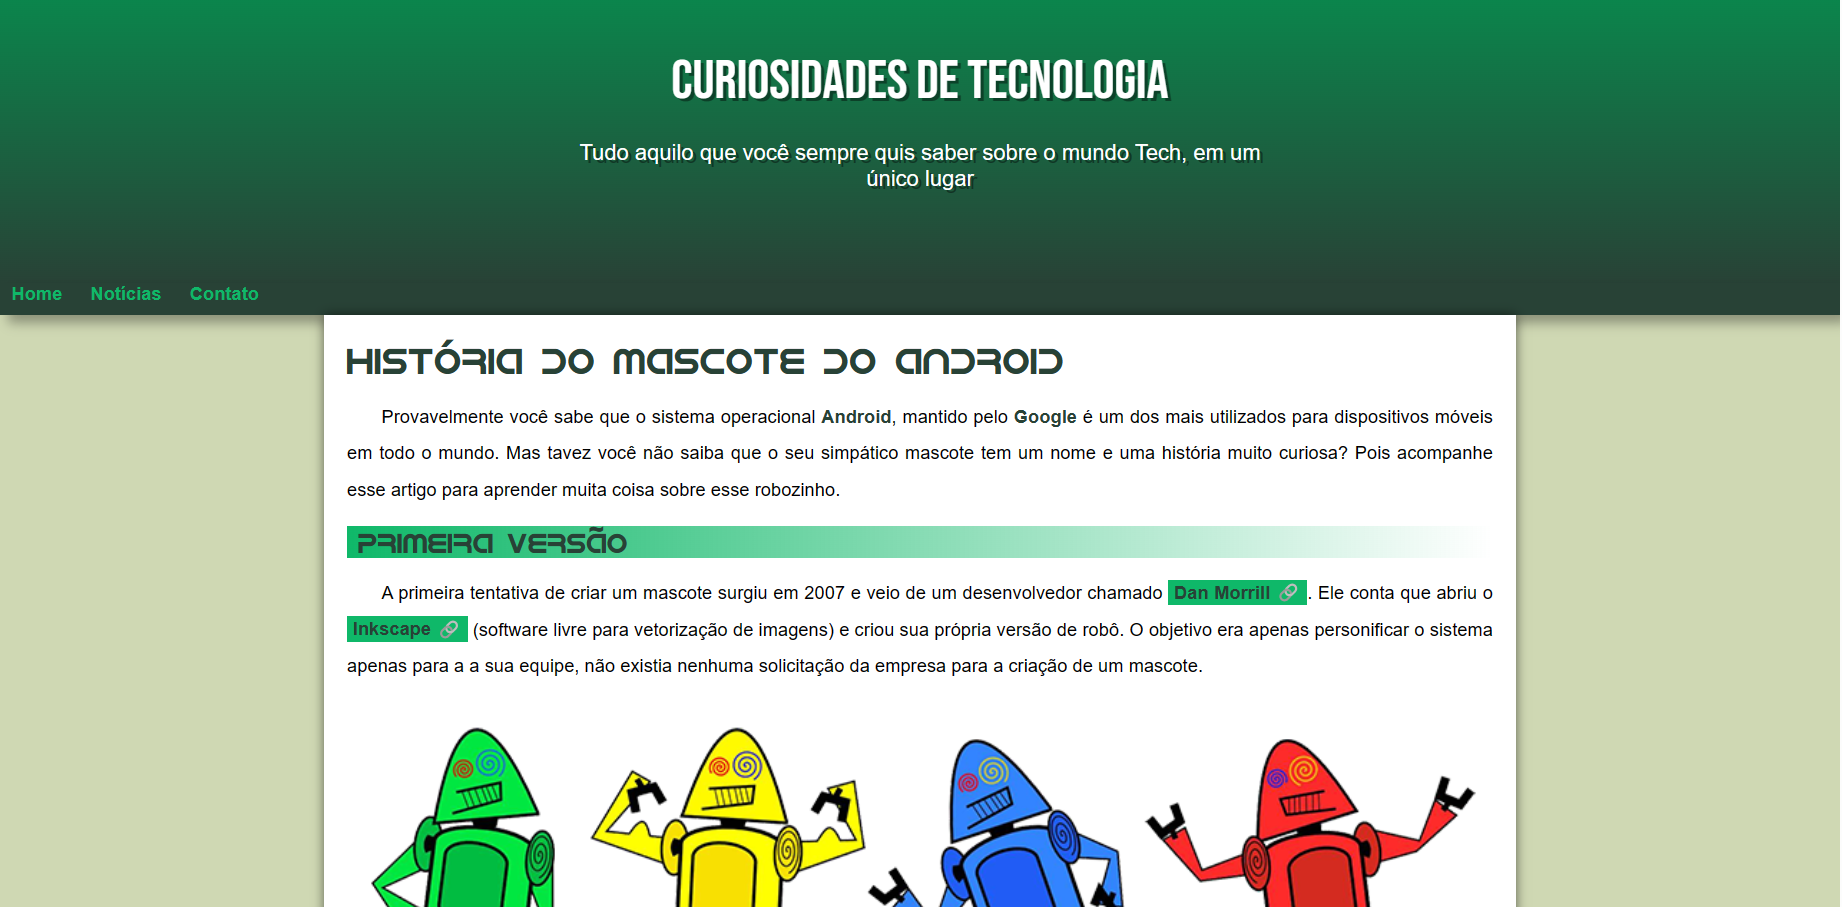 CURIOSIDADES DE TECNOLOGIA
Tudo aquilo que você sempre quis saber sobre o mundo Tech, em um
único lugar
Home Notícias Contato
HISTÓRIA DO MASCOTE DO ANDROID
Provavelmente você sabe que o sistema operacional Android, mantido pelo Google é um dos mais utilizados para dispositivos móveis
em todo o mundo. Mas tavez você não saiba que o seu simpático mascote tem um nome e uma história muito curiosa? Pois acompanhe
esse artigo para aprender muita coisa sobre esse robozinho.
PRIMEIRA VERSÃO
A primeira tentativa de criar um mascote surgiu em 2007 e veio de um desenvolvedor chamado Dan Morrill 🔗. Ele conta que abriu o
Inkscape 🔗 (software livre para vetorização de imagens) e criou sua própria versão de robô. O objetivo era apenas personificar o sistema
apenas para a a sua equipe, não existia nenhuma solicitação da empresa para a criação de um mascote.